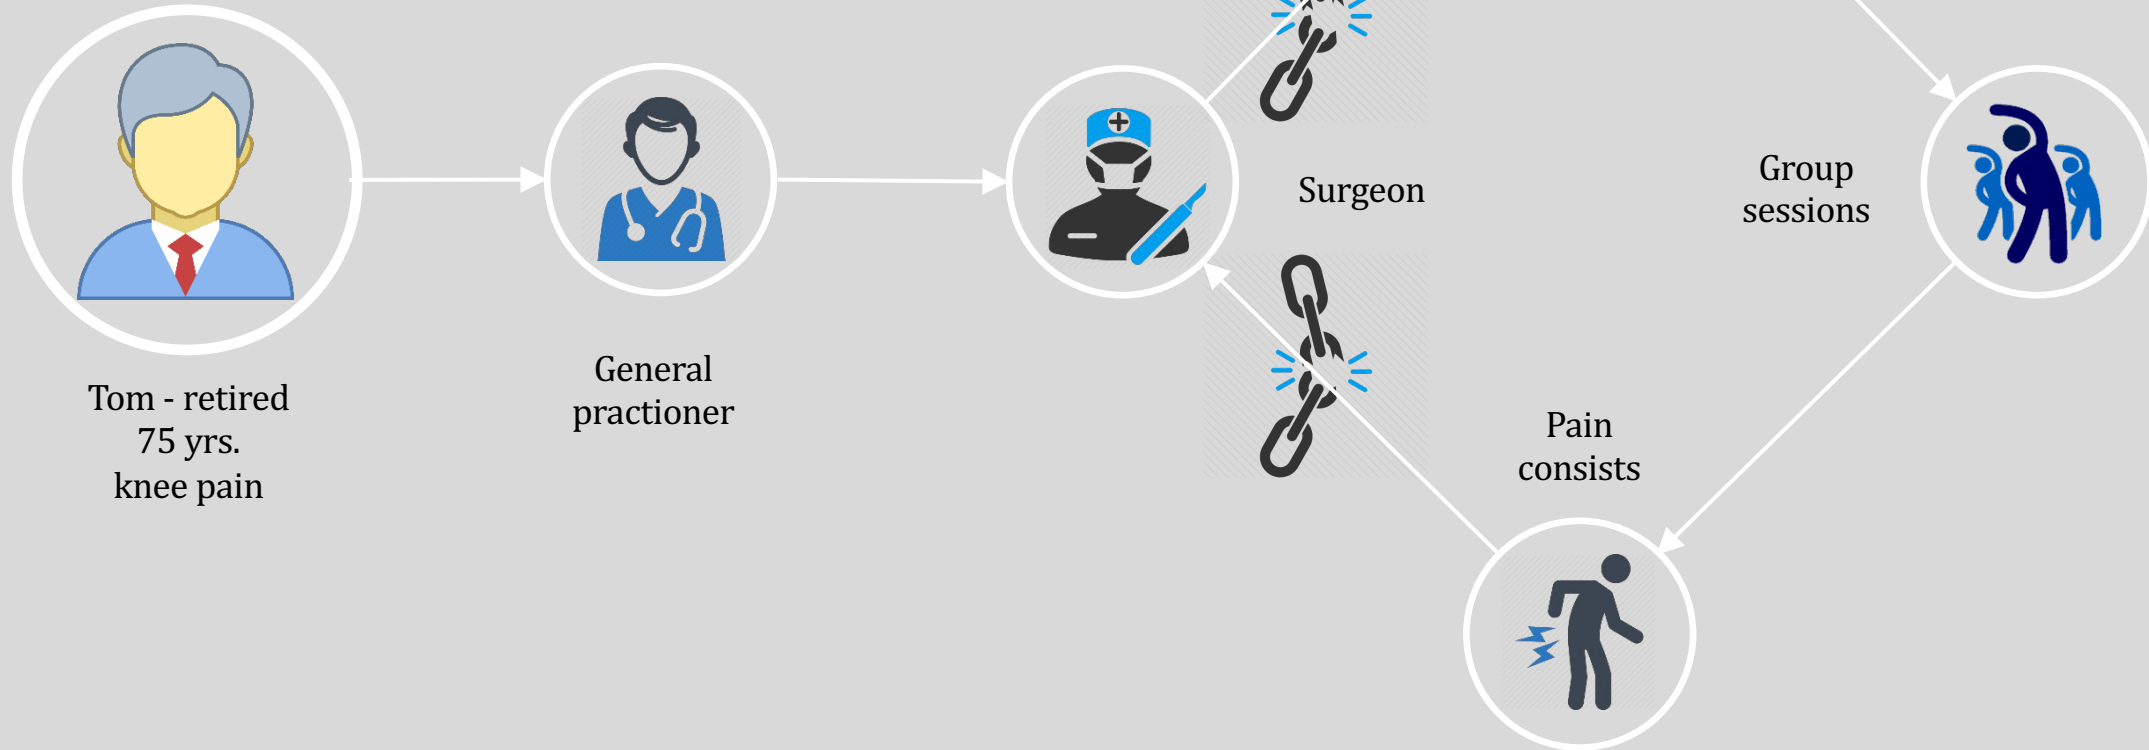 Tom - retired
75 yrs.
knee pain
General
practioner
Surgeon
Group
sessions
Pain
consists